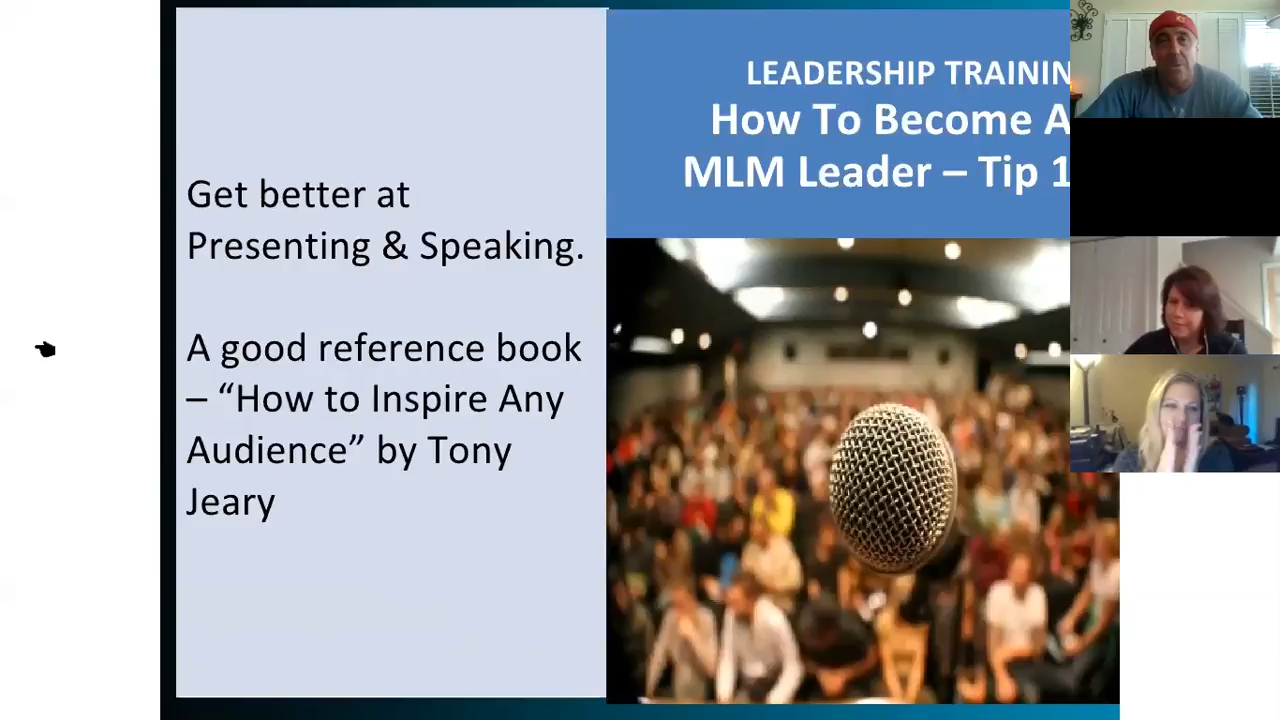 Get better at
Presenting & Speaking.
A good reference book
– “How to Inspire Any
Audience” by Tony
Jeary
LEADERSHIP TRAININ
How To Become A
MLM Leader – Tip 1